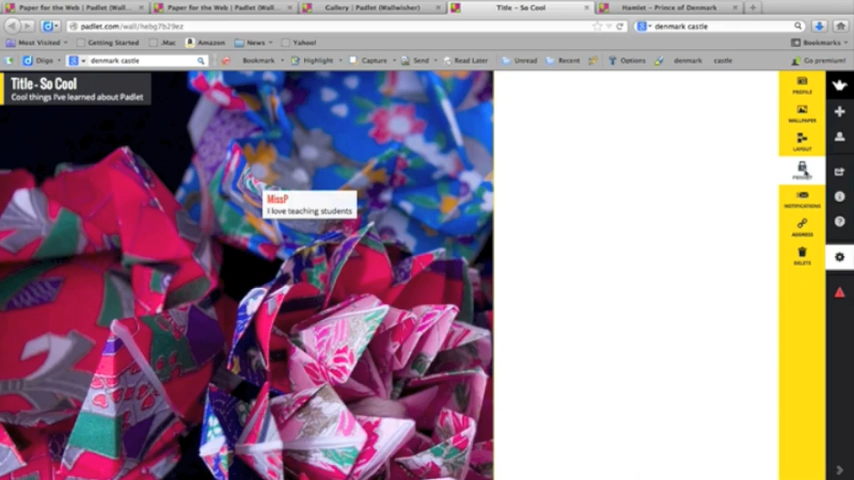 Paper for the Web | Padlet (Wall...
Paper for the Web | Padlet (Wall...
Gallery | Padlet (Wallwisher)
Title - So Cool
Hamlet - Prince of Denmark
padlet.com/wall/hebg7b29ez
denmark castle
Most Visited
Getting Started
.Mac
Amazon
News
Yahoo!
Bookmarks
Diigo
denmark castle
Bookmark
Highlight
Capture
Send
Read Later
Unread
Recent
Options
denmark
castle
Go premium!
Title - So Cool
Cool things I've learned about Padlet
MissP
I love teaching students
PROFILE
WALLPAPER
LAYOUT
NOTIFICATIONS
ADDRESS
DELETE